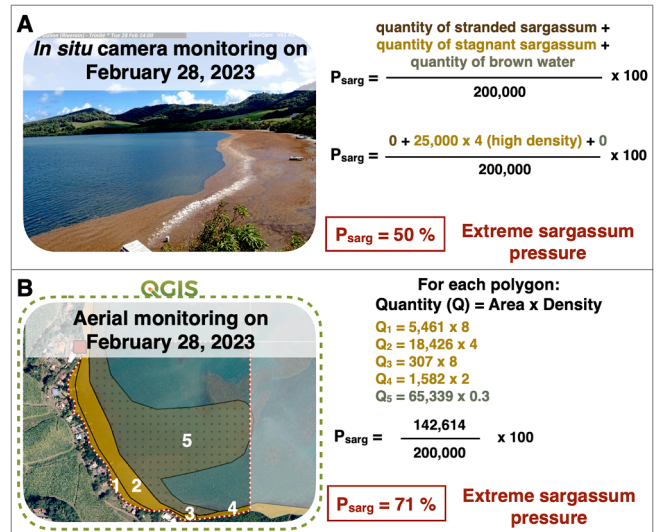 A
In situ camera monitoring on
February 28, 2023
quantity of stranded sargassum +
quantity of stagnant sargassum +
quantity of brown water
Psarg =
x 100
200,000
0 + 25,000 x 4 (high density) + 0
Psarg =
x 100
200,000
Psarg = 50 %
Extreme sargassum
pressure
B
QGIS
Aerial monitoring on
February 28, 2023
5
1
2
3
4
For each polygon:
Quantity (Q) = Area x Density
Q1 = 5,461 x 8
Q2 = 18,426 x 4
Q3 = 307 x 8
Q4 = 1,582 x 2
Q5 = 65,339 x 0.3
142,614
Psarg =
x 100
200,000
Psarg = 71 %
Extreme sargassum
pressure